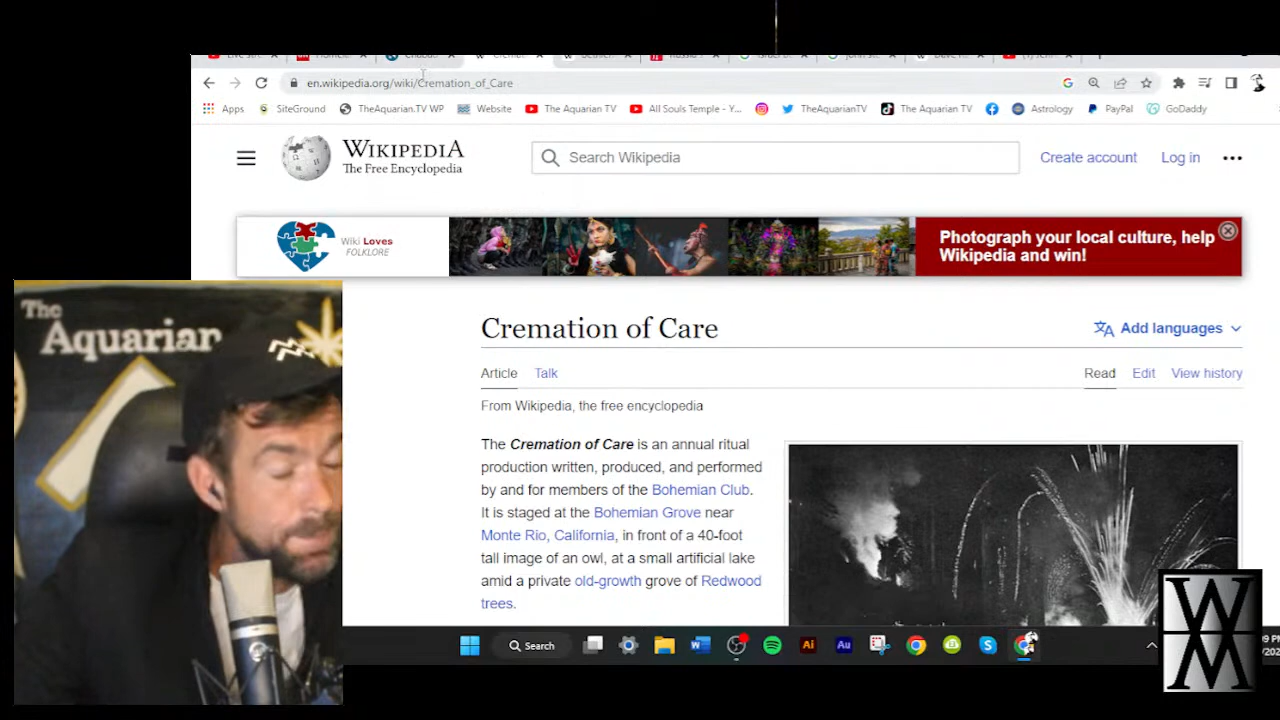 en.wikipedia.org/wiki/Cremation_of_Care
Apps
SiteGround
TheAquarian.TV WP
Website
The Aquarian TV
All Souls Temple - Y...
TheAquarianTV
The Aquarian TV
Astrology
PayPal
GoDaddy
WIKIPEDIA
The Free Encyclopedia
Search Wikipedia
Create account
Log in
Wiki Loves
FOLKLORE
Photograph your local culture, help
Wikipedia and win!
The
Aquarian
Cremation of Care
Add languages
Article
Talk
Read
Edit
View history
From Wikipedia, the free encyclopedia
The Cremation of Care is an annual ritual
production written, produced, and performed
by and for members of the Bohemian Club.
It is staged at the Bohemian Grove near
Monte Rio, California, in front of a 40-foot
tall image of an owl, at a small artificial lake
amid a private old-growth grove of Redwood
trees.
Search
Ai
Au